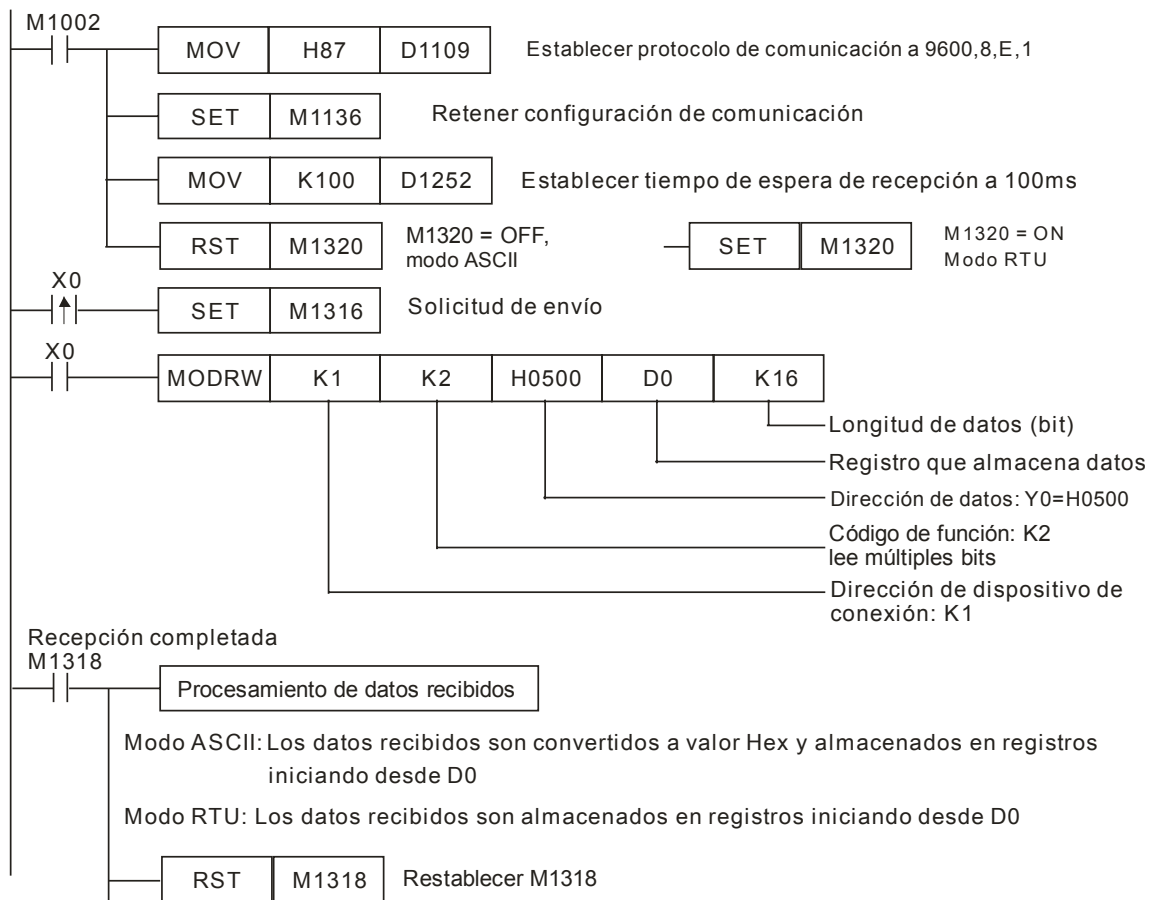 M1002
MOV H87 D1109 Establecer protocolo de comunicación a 9600,8,E,1
SET M1136 Retener configuración de comunicación
MOV K100 D1252 Establecer tiempo de espera de recepción a 100ms
RST M1320 M1320 = OFF,
modo ASCII
SET M1320 M1320 = ON
Modo RTU
X0
SET M1316 Solicitud de envío
X0
MODRW K1 K2 H0500 D0 K16
Longitud de datos (bit)
Registro que almacena datos
Dirección de datos: Y0=H0500
Código de función: K2
lee múltiples bits
Dirección de dispositivo de
conexión: K1
Recepción completada
M1318
Procesamiento de datos recibidos
Modo ASCII: Los datos recibidos son convertidos a valor Hex y almacenados en registros
iniciando desde D0
Modo RTU: Los datos recibidos son almacenados en registros iniciando desde D0
RST M1318 Restablecer M1318